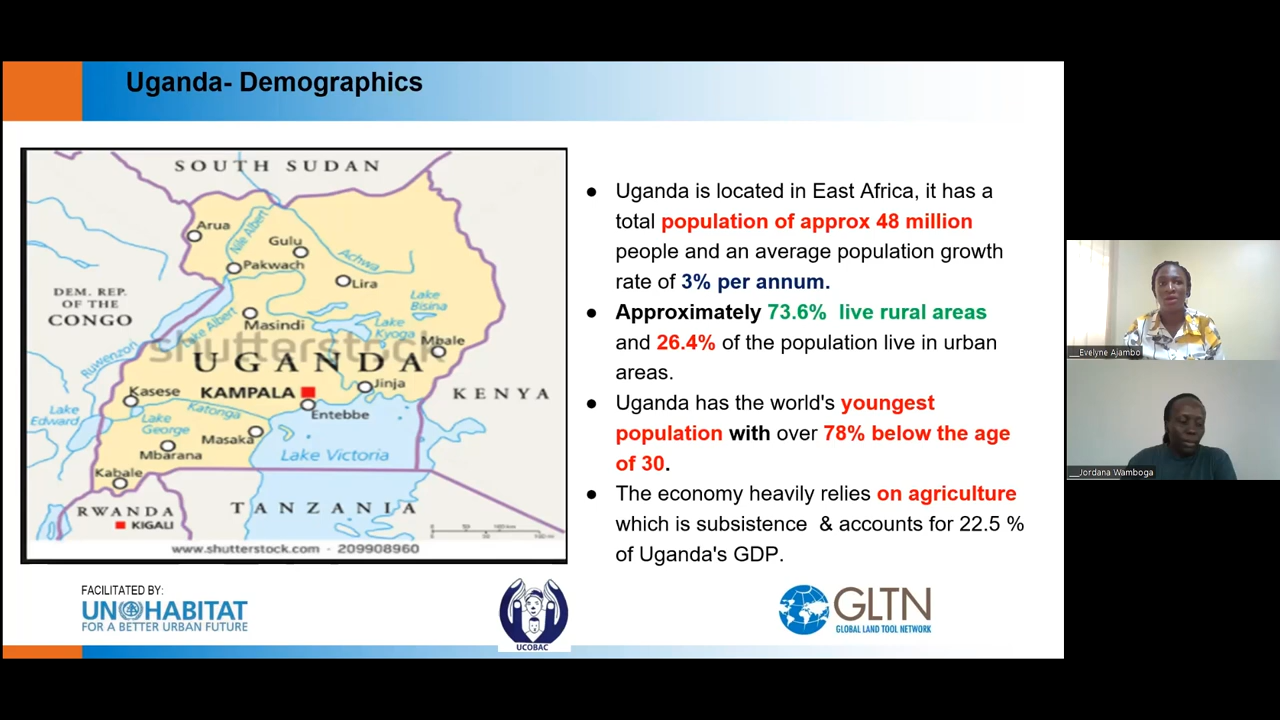 Uganda- Demographics
SOUTH SUDAN
Arua
Nile Albert
Gulu
Achwa
Pakwach
Lira
DEM. REP.
OF THE
CONGO
Lake Albert
Masindi
Lake
Bisina
Lake
Kyoga
Mbale
shutterstock
Ruwenzori
UGANDA
Kasese
KAMPALA
Jinja
KENYA
Lake
Edward
Lake
George
Katonga
Entebbe
Masaka
Mbarana
Lake Victoria
Kabale
RWANDA
KIGALI
TANZANIA
www.shutterstock.com · 209908960
● Uganda is located in East Africa, it has a
total population of approx 48 million
people and an average population growth
rate of 3% per annum.
● Approximately 73.6% live rural areas
and 26.4% of the population live in urban
areas.
● Uganda has the world's youngest
population with over 78% below the age
of 30.
● The economy heavily relies on agriculture
which is subsistence & accounts for 22.5 %
of Uganda's GDP.
FACILITATED BY:
UN HABITAT
FOR A BETTER URBAN FUTURE
UCOBAC
GLTN
GLOBAL LAND TOOL NETWORK
__Evelyne Ajambo
__Jordana Wamboga